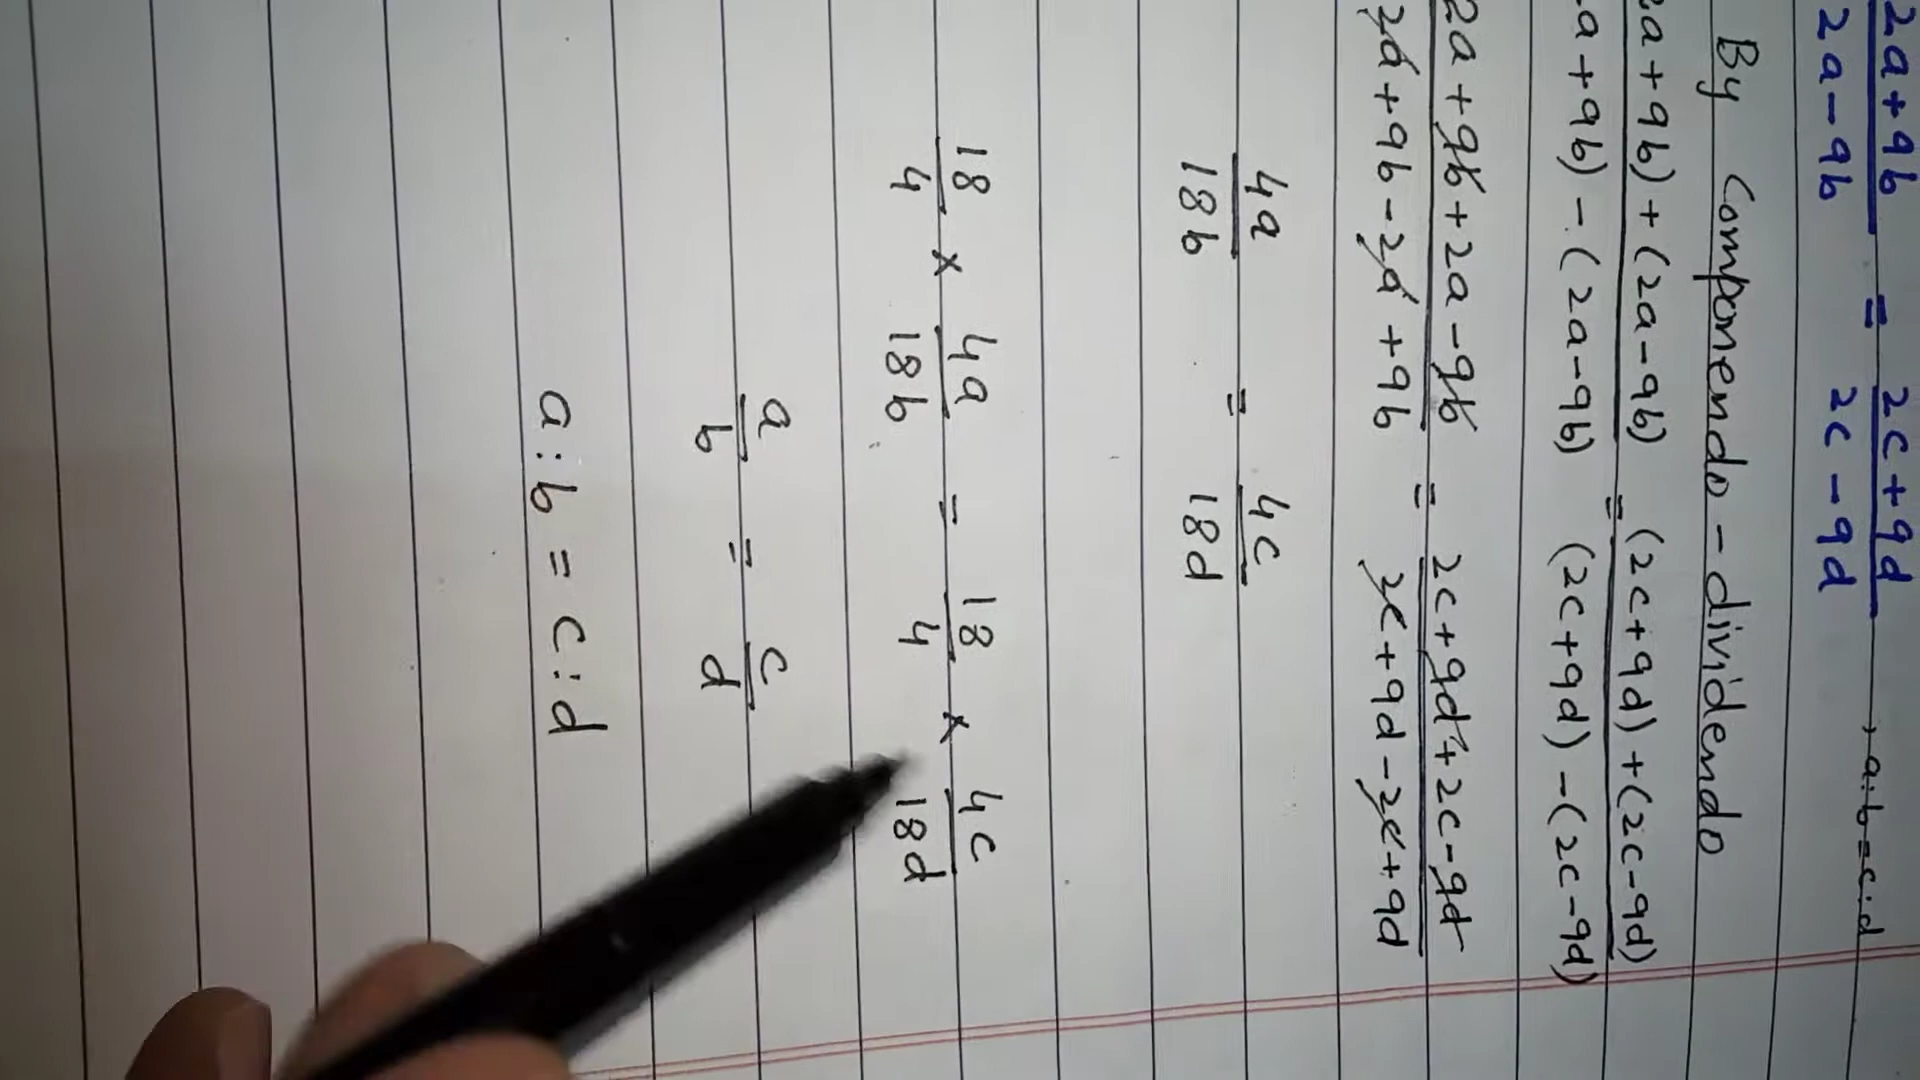 2a+9b/2a-9b = 2c+9d/2c-9d , a:b=c:d
By Componendo - dividendo
2a+9b)+(2a-9b)/a+9b)-(2a-9b) = (2c+9d)+(2c-9d)/(2c+9d)-(2c-9d)
2a+9b+2a-9b/2a+9b-2a+9b = 2c+9d+2c-9d/2c+9d-2c+9d
4a/18b = 4c/18d
18/4 × 4a/18b = 18/4 × 4c/18d
a/b = c/d
a:b = c:d